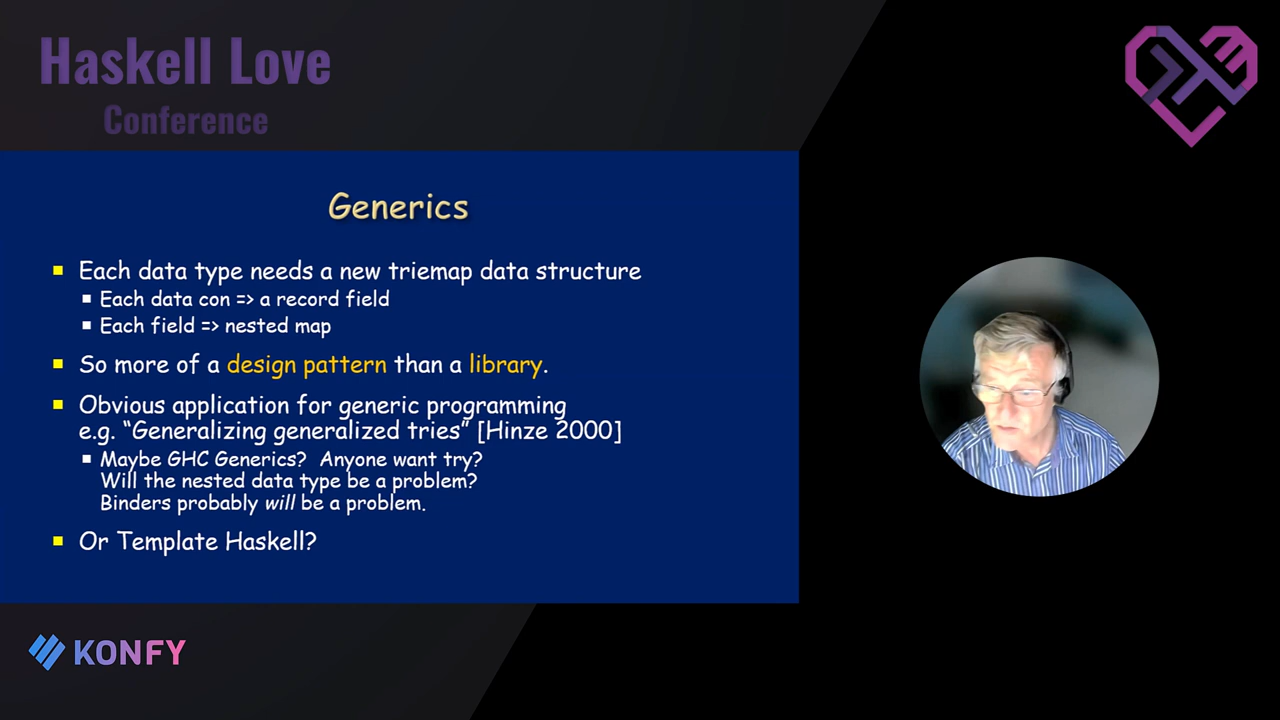 Haskell Love
Conference
Generics
Each data type needs a new triemap data structure
Each data con => a record field
Each field => nested map
So more of a design pattern than a library.
Obvious application for generic programming
e.g. “Generalizing generalized tries” [Hinze 2000]
Maybe GHC Generics? Anyone want try?
Will the nested data type be a problem?
Binders probably will be a problem.
Or Template Haskell?
KONFY